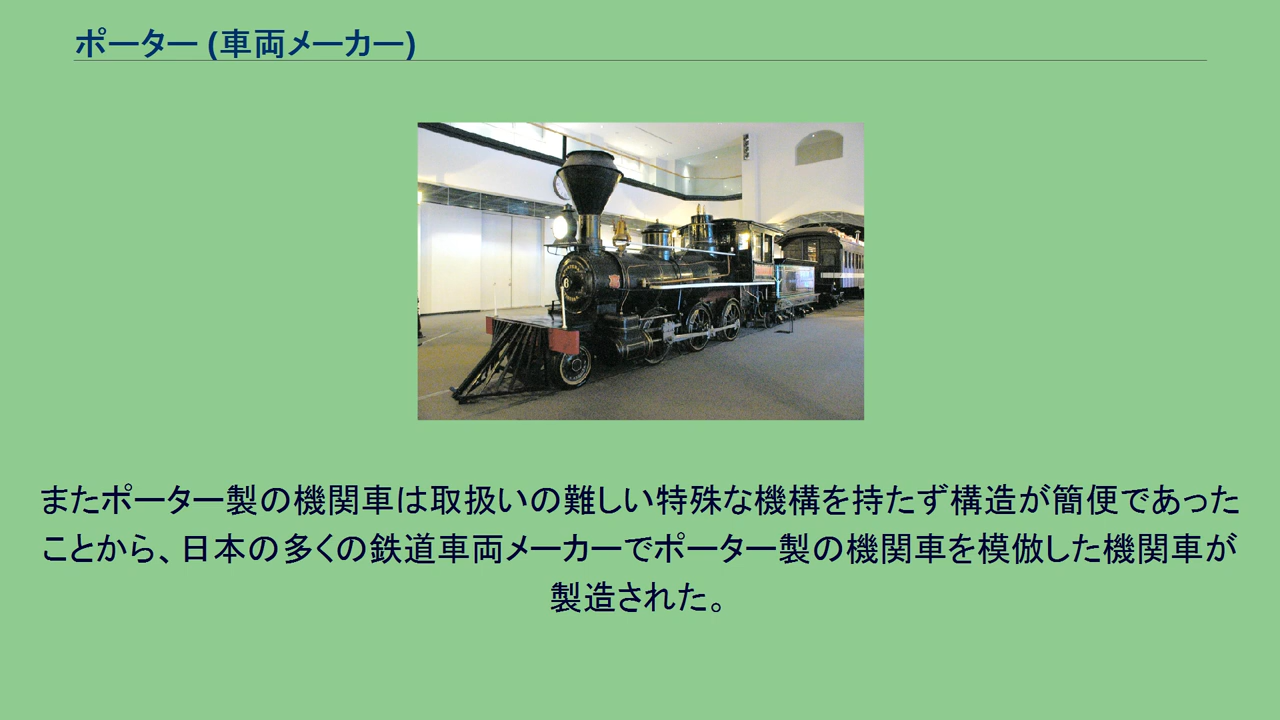 ポーター (車両メーカー)
またポーター製の機関車は取扱いの難しい特殊な機構を持たず構造が簡便であった
ことから、日本の多くの鉄道車両メーカーでポーター製の機関車を模倣した機関車が
製造された。